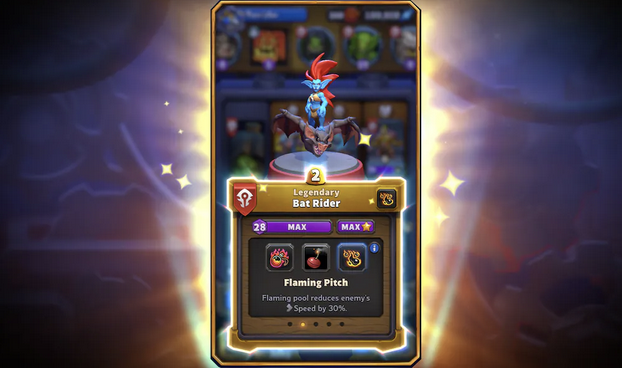 2
Legendary
Bat Rider
28 MAX MAX
Flaming Pitch
Flaming pool reduces enemy's
Speed by 30%.